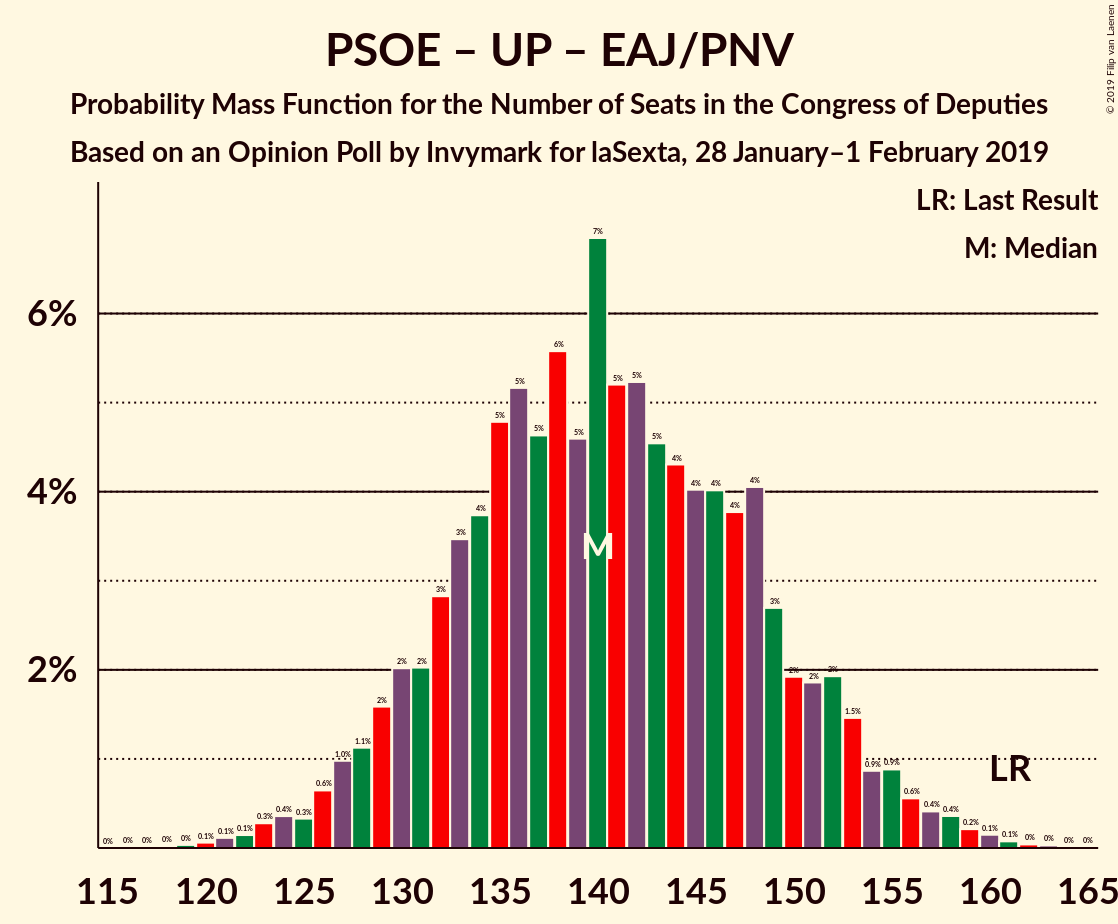 PSOE – UP – EAJ/PNV
Probability Mass Function for the Number of Seats in the Congress of Deputies
Based on an Opinion Poll by Invymark for laSexta, 28 January–1 February 2019
© 2019 Filip van Laenen
LR: Last Result
M: Median
6%
4%
2%
0% 0% 0% 0% 0% 0.1% 0.1% 0.1% 0.3% 0.4% 0.3% 0.6% 1.0% 1.1% 2% 2% 2% 3% 3% 4% 5% 5% 5% 6% 5% 7% 5% 5% 5% 4% 4% 4% 4% 4% 3% 2% 2% 2% 1.5% 0.9% 0.9% 0.6% 0.4% 0.4% 0.2% 0.1% 0.1% 0% 0% 0% 0%
M
LR
115 120 125 130 135 140 145 150 155 160 165